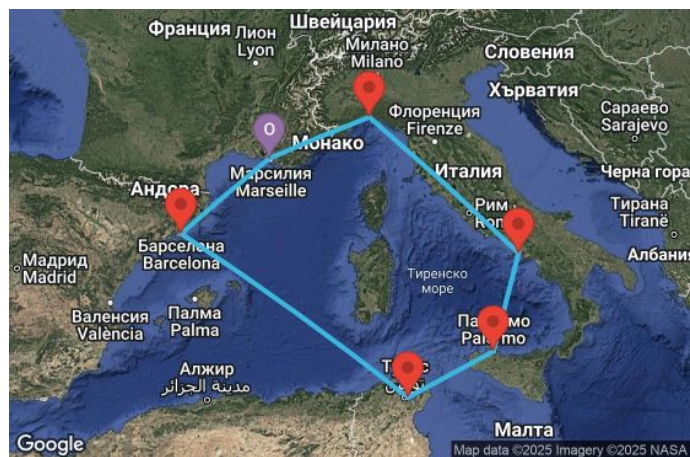 Швейцария
Франция
Лион
Lyon
Милано
Milano
Словения
Хърватия
Флоренция
Firenze
Сараево
Sarajevo
О
Монако
Марсилия
Marseille
Италия
Черна гора
Андора
Рим
Тирана
Tiranë
Барселона
Barcelona
Мадрид
Madrid
Албания
Тиренско
море
Палма
Palma
Валенсия
València
Алжир
مدينة الجزائر
Малта
Google
Map data ©2025 Imagery ©2025 NASA